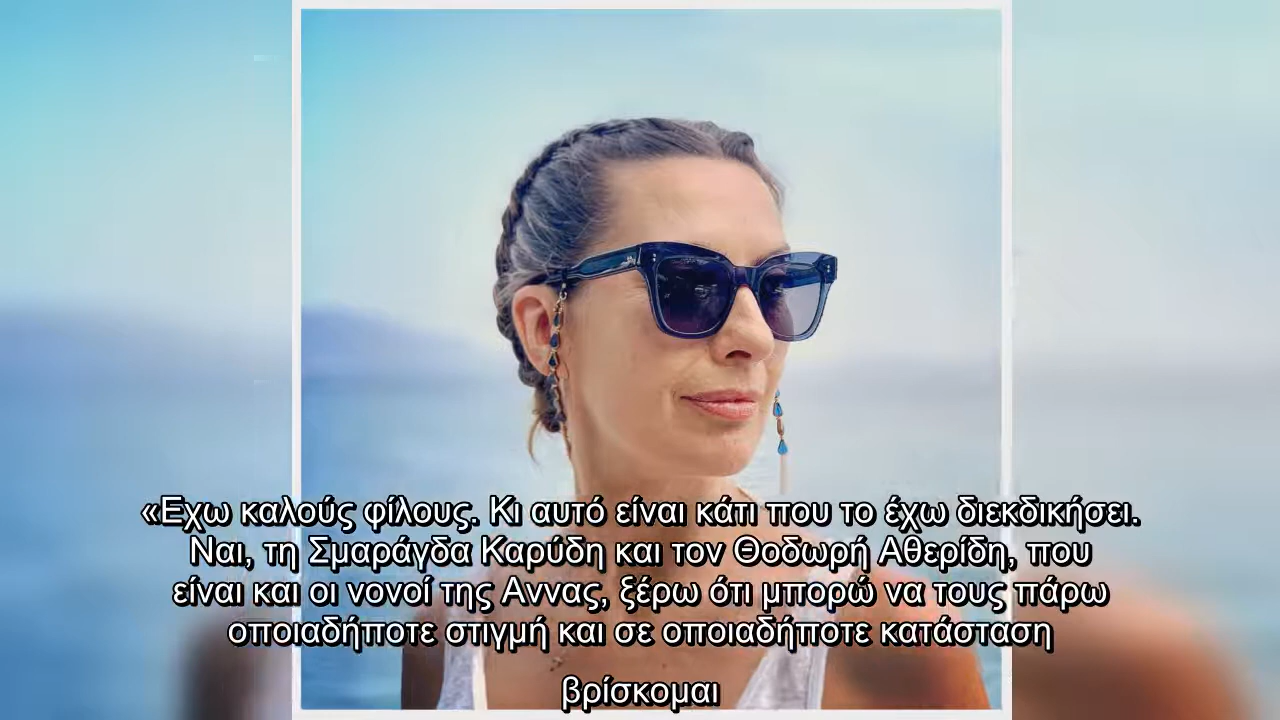 «Εχω καλούς φίλους. Κι αυτό είναι κάτι που το έχω διεκδικήσει.
Ναι, τη Σμαράγδα Καρύδη και τον Θοδωρή Αθερίδη, που
είναι και οι νονοί της Αννας, ξέρω ότι μπορώ να τους πάρω
οποιαδήποτε στιγμή και σε οποιαδήποτε κατάσταση
βρίσκομαι